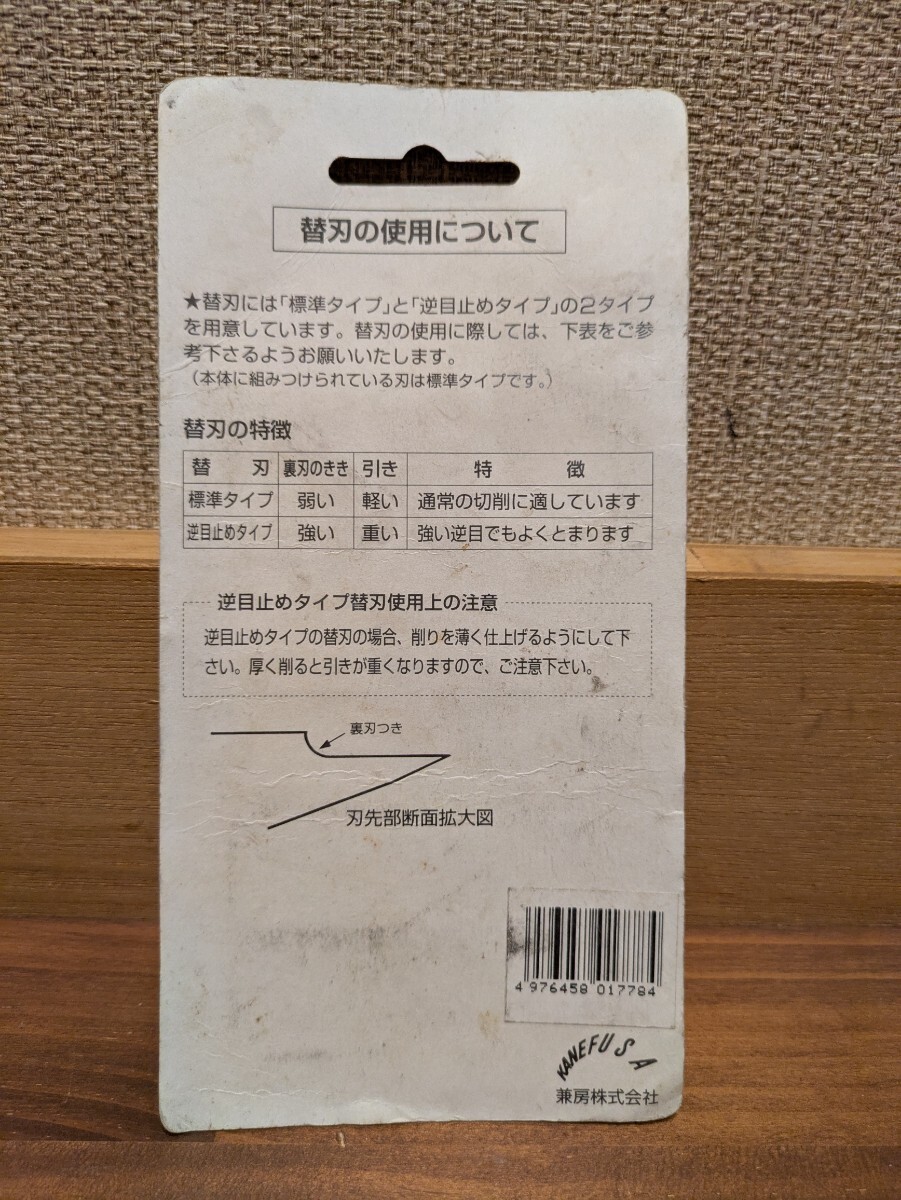 替刃の使用について
★替刃には「標準タイプ」と「逆目止めタイプ」の2タイプ
を用意しています。替刃の使用に際しては、下表をご参
考下さるようお願いいたします。
（本体に組みつけられている刃は標準タイプです。）
替刃の特徴
替 刃 裏刃のきき 引き 特 徴
標準タイプ 弱い 軽い 通常の切削に適しています
逆目止めタイプ 強い 重い 強い逆目でもよくとまります
逆目止めタイプ替刃使用上の注意
逆目止めタイプの替刃の場合、削りを薄く仕上げるようにして下
さい。厚く削ると引きが重くなりますので、ご注意下さい。
裏刃つき
刃先部断面拡大図
4 976458 017784
KANEFUSA
兼房株式会社